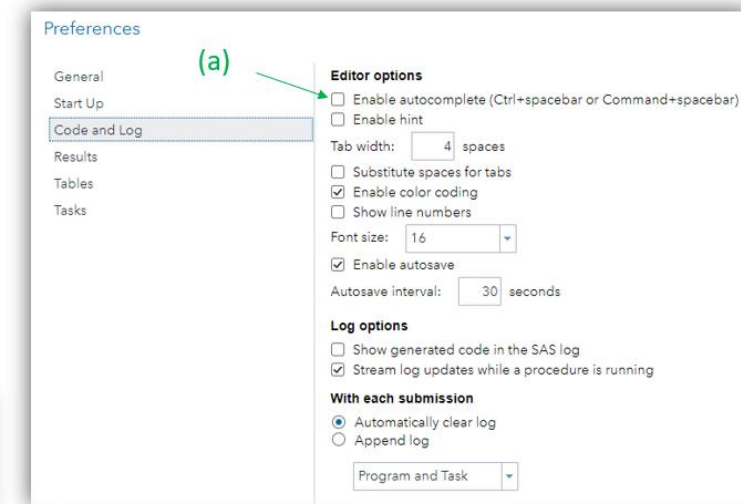 Preferences
(a)
General
Start Up
Code and Log
Results
Tables
Tasks
Editor options
Enable autocomplete (Ctrl+spacebar or Command+spacebar)
Enable hint
Tab width: 4 spaces
Substitute spaces for tabs
Enable color coding
Show line numbers
Font size: 16
Enable autosave
Autosave interval: 30 seconds
Log options
Show generated code in the SAS log
Stream log updates while a procedure is running
With each submission
Automatically clear log
Append log
Program and Task